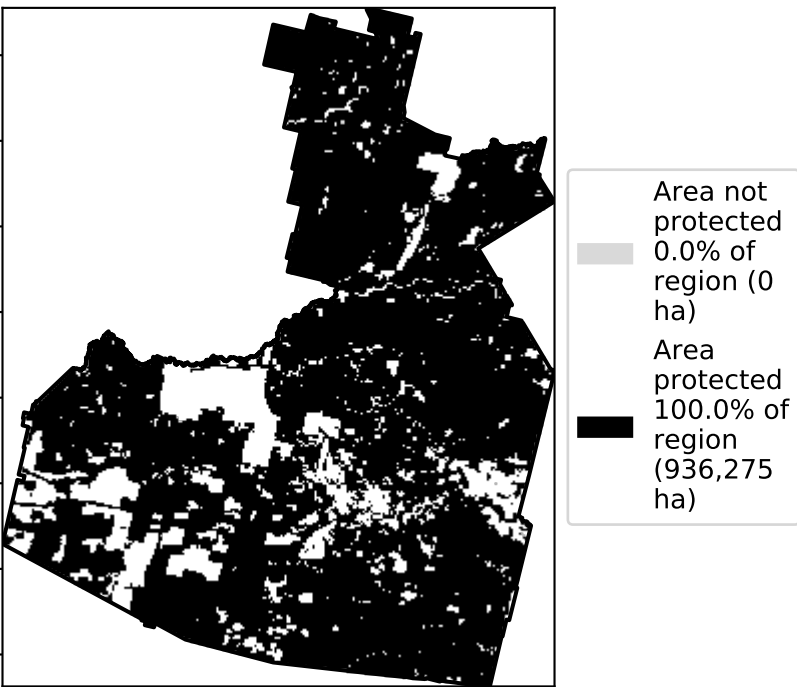 Area not
protected
0.0% of
region (0
ha)
Area
protected
100.0% of
region
(936,275
ha)